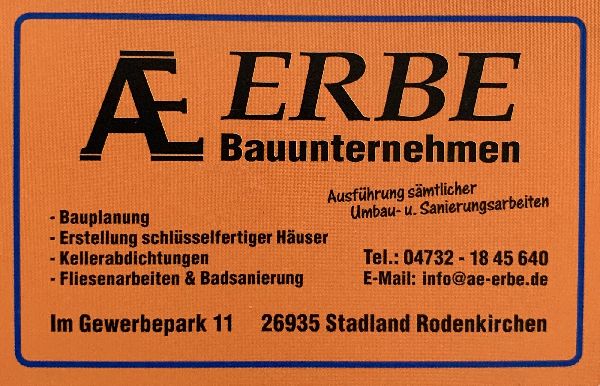 AE ERBE
Bauunternehmen
Ausführung sämtlicher
Umbau- u. Sanierungsarbeiten
- Bauplanung
- Erstellung schlüsselfertiger Häuser
- Kellerabdichtungen
- Fliesenarbeiten & Badsanierung
Tel.: 04732 - 18 45 640
E-Mail: info@ae-erbe.de
Im Gewerbepark 11 26935 Stadland Rodenkirchen